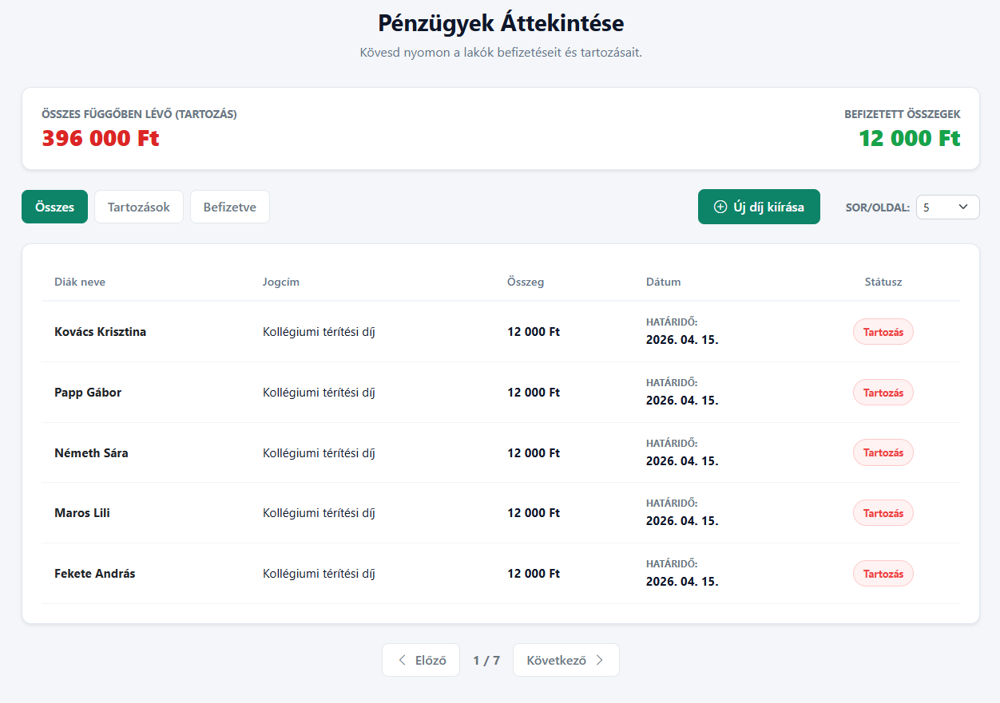 Pénzügyek Áttekintése
Kövesd nyomon a lakók befizetéseit és tartozásait.
ÖSSZES FÜGGŐBEN LÉVŐ (TARTOZÁS) BEFIZETETT ÖSSZEGEK
396 000 Ft 12 000 Ft
Összes Tartozások Befizetve Új díj kiírása SOR/OLDAL: 5
Diák neve Jogcím Összeg Dátum Státusz
Kovács Krisztina Kollégiumi térítési díj 12 000 Ft HATÁRIDŐ: 2026. 04. 15. Tartozás
Papp Gábor Kollégiumi térítési díj 12 000 Ft HATÁRIDŐ: 2026. 04. 15. Tartozás
Németh Sára Kollégiumi térítési díj 12 000 Ft HATÁRIDŐ: 2026. 04. 15. Tartozás
Maros Lili Kollégiumi térítési díj 12 000 Ft HATÁRIDŐ: 2026. 04. 15. Tartozás
Fekete András Kollégiumi térítési díj 12 000 Ft HATÁRIDŐ: 2026. 04. 15. Tartozás
Előző 1 / 7 Következő